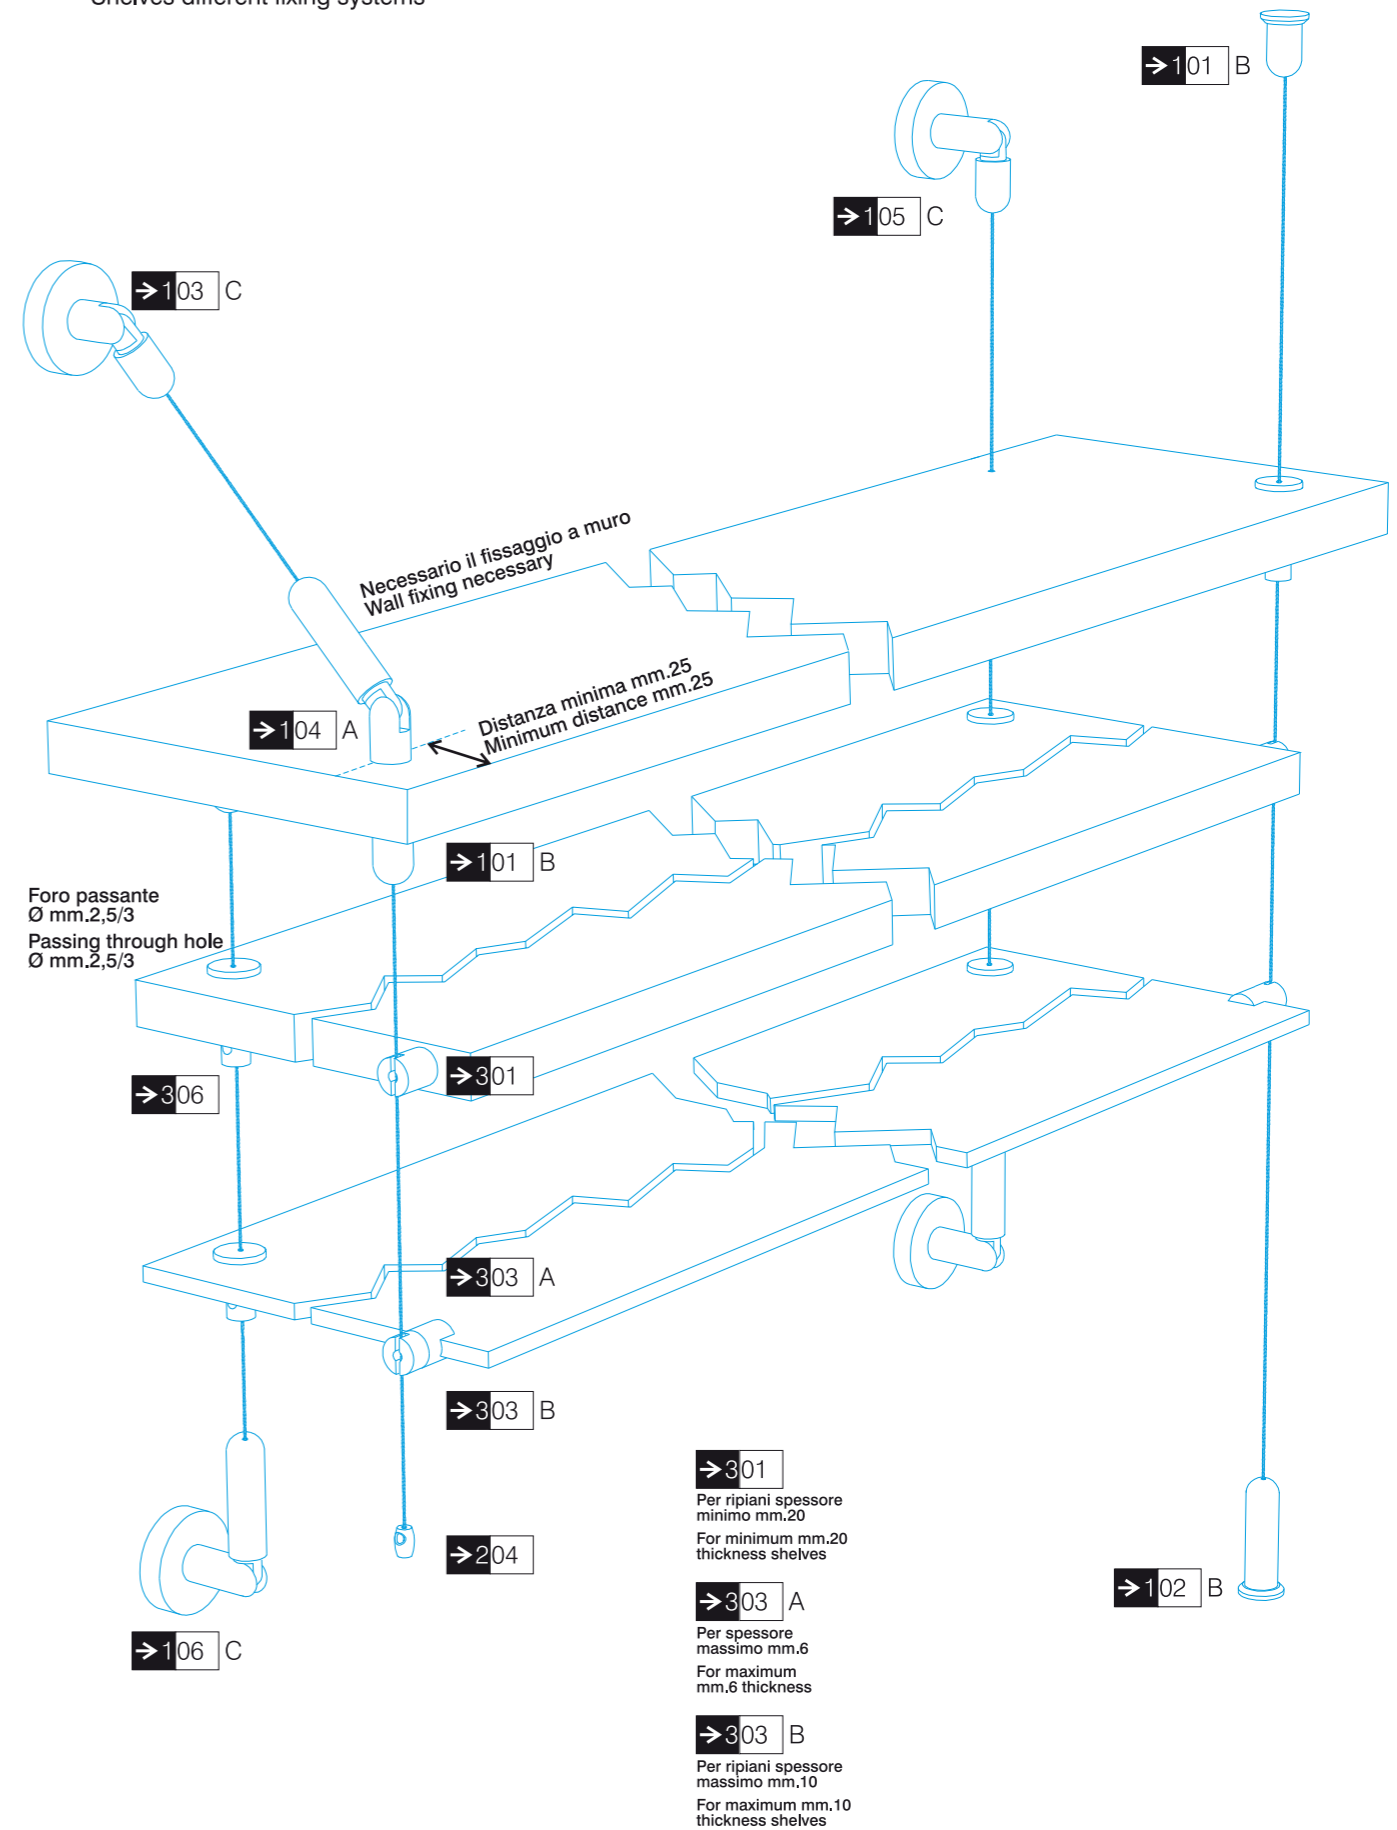 Shelves different fixing systems
→101 B
→105 C
→103 C
Necessario il fissaggio a muro
Wall fixing necessary
Distanza minima mm.25
Minimum distance mm.25
→104 A
→101 B
Foro passante
Ø mm.2,5/3
Passing through hole
Ø mm.2,5/3
→301
→306
→303 A
→303 B
→204
→106 C
→102 B
→301
Per ripiani spessore
minimo mm.20
For minimum mm.20
thickness shelves
→303 A
Per spessore
massimo mm.6
For maximum
mm.6 thickness
→303 B
Per ripiani spessore
massimo mm.10
For maximum mm.10
thickness shelves